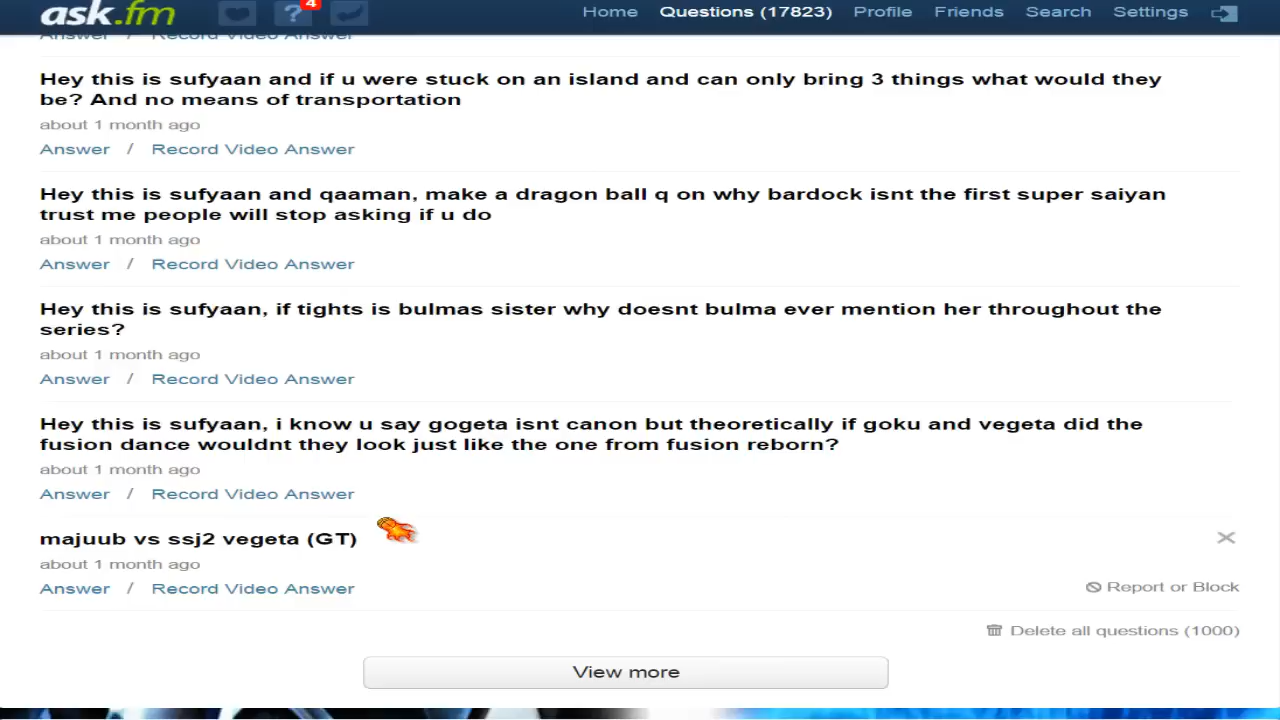 ask.fm
4
Home Questions (17823) Profile Friends Search Settings
Answer / Record Video Answer
Hey this is sufyaan and if u were stuck on an island and can only bring 3 things what would they
be? And no means of transportation
about 1 month ago
Answer / Record Video Answer
Hey this is sufyaan and qaaman, make a dragon ball q on why bardock isnt the first super saiyan
trust me people will stop asking if u do
about 1 month ago
Answer / Record Video Answer
Hey this is sufyaan, if tights is bulmas sister why doesnt bulma ever mention her throughout the
series?
about 1 month ago
Answer / Record Video Answer
Hey this is sufyaan, i know u say gogeta isnt canon but theoretically if goku and vegeta did the
fusion dance wouldnt they look just like the one from fusion reborn?
about 1 month ago
Answer / Record Video Answer
majuub vs ssj2 vegeta (GT)
about 1 month ago
Answer / Record Video Answer
Report or Block
Delete all questions (1000)
View more